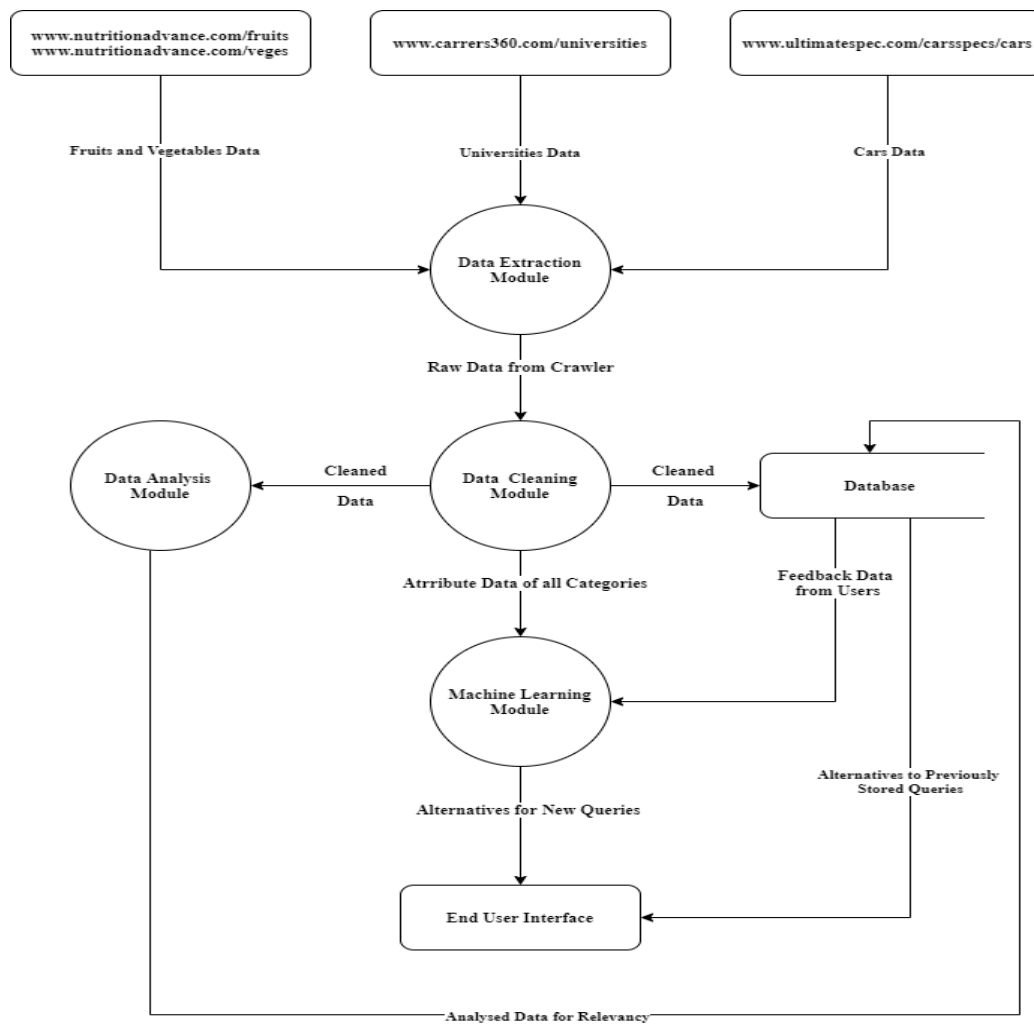 www.nutritionadvance.com/fruits
www.nutritionadvance.com/veges
www.carrers360.com/universities
www.ultimatespec.com/carsspecs/cars
Fruits and Vegetables Data
Universities Data
Cars Data
Data Extraction
Module
Raw Data from Crawler
Data Analysis
Module
Cleaned
Data
Data Cleaning
Module
Cleaned
Data
Database
Atrribute Data of all Categories
Feedback Data
from Users
Machine Learning
Module
Alternatives to Previously
Stored Queries
Alternatives for New Queries
End User Interface
Analysed Data for Relevancy